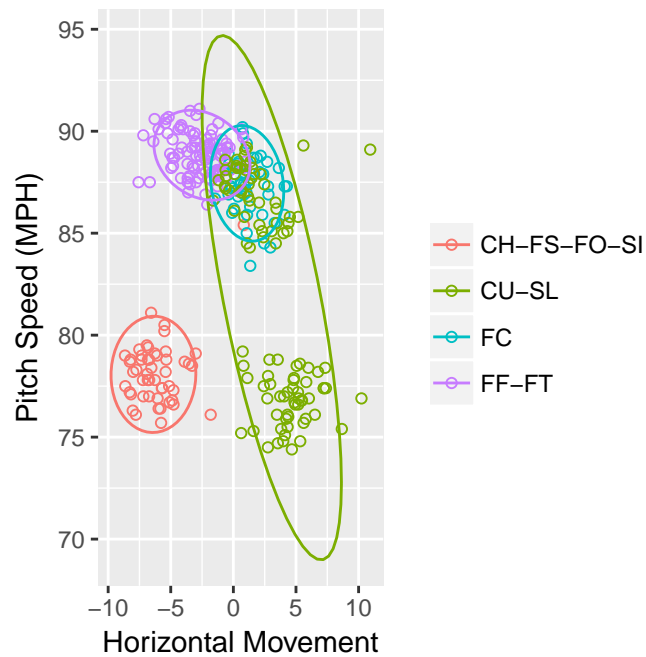 95
90
85
80
75
70
Pitch Speed (MPH)
−10 −5 0 5 10
Horizontal Movement
CH−FS−FO−SI
CU−SL
FC
FF−FT